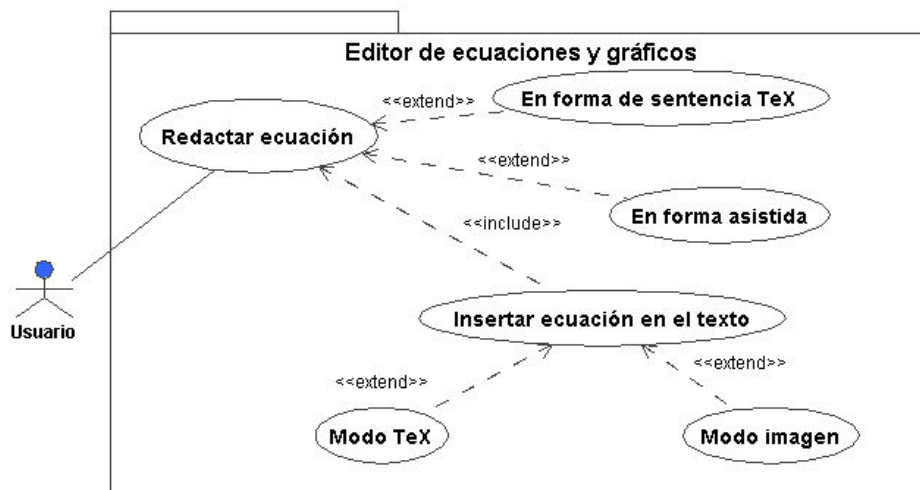 Editor de ecuaciones y gráficos
<<extend>>
En forma de sentencia TeX
Redactar ecuación
<<extend>>
En forma asistida
<<include>>
Usuario
Insertar ecuación en el texto
<<extend>>
<<extend>>
Modo TeX
Modo imagen